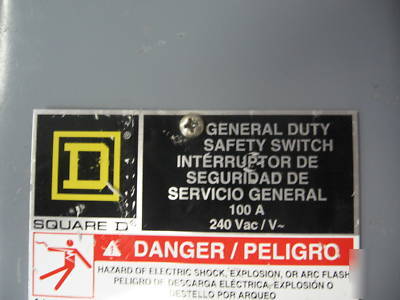 GENERAL DUTY
SAFETY SWITCH
INTERRUPTOR DE
SEGURIDAD DE
SERVICIO GENERAL
100 A
240 Vac / V~
D
SQUARE D
DANGER / PELIGRO
HAZARD OF ELECTRIC SHOCK, EXPLOSION, OR ARC FLASH
PELIGRO DE DESCARGA ELÉCTRICA, EXPLOSIÓN O
DESTELLO POR ARQUEO